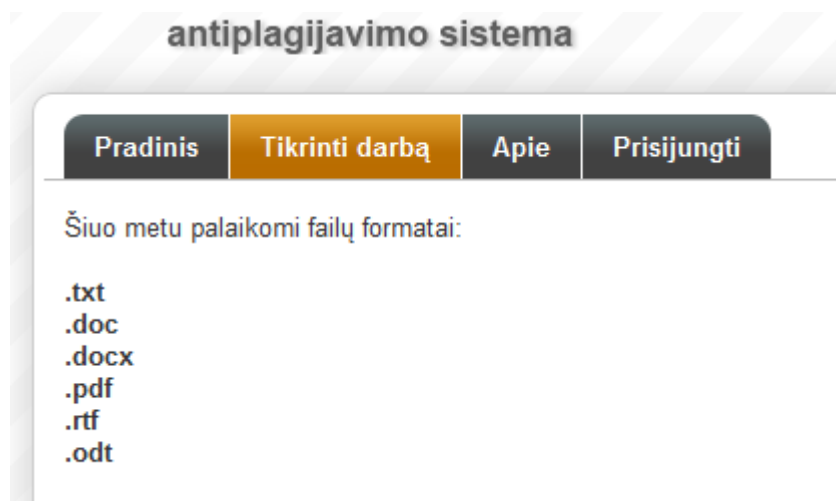 antiplagijavimo sistema
Pradinis Tikrinti darbą Apie Prisijungti
Šiuo metu palaikomi failų formatai:
.txt
.doc
.docx
.pdf
.rtf
.odt